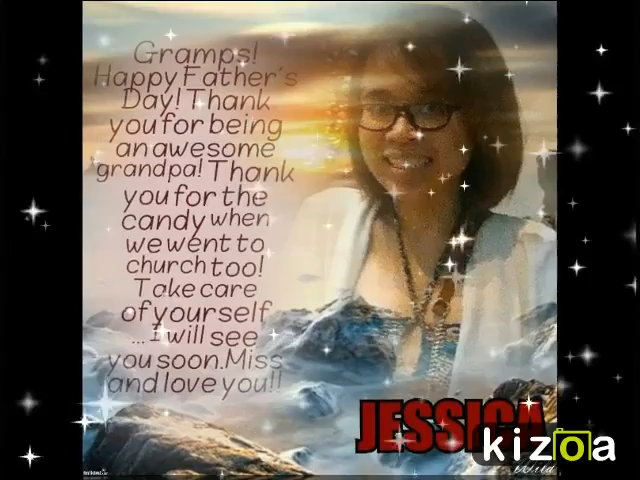 Gramps!
Happy Father's
Day! Thank
you for being
an awesome
grandpa! Thank
you for the
candy when
we went to
church too!
Take care
of yourself
...I will see
you soon.Miss
and love you!!
JESSICA
kizoa